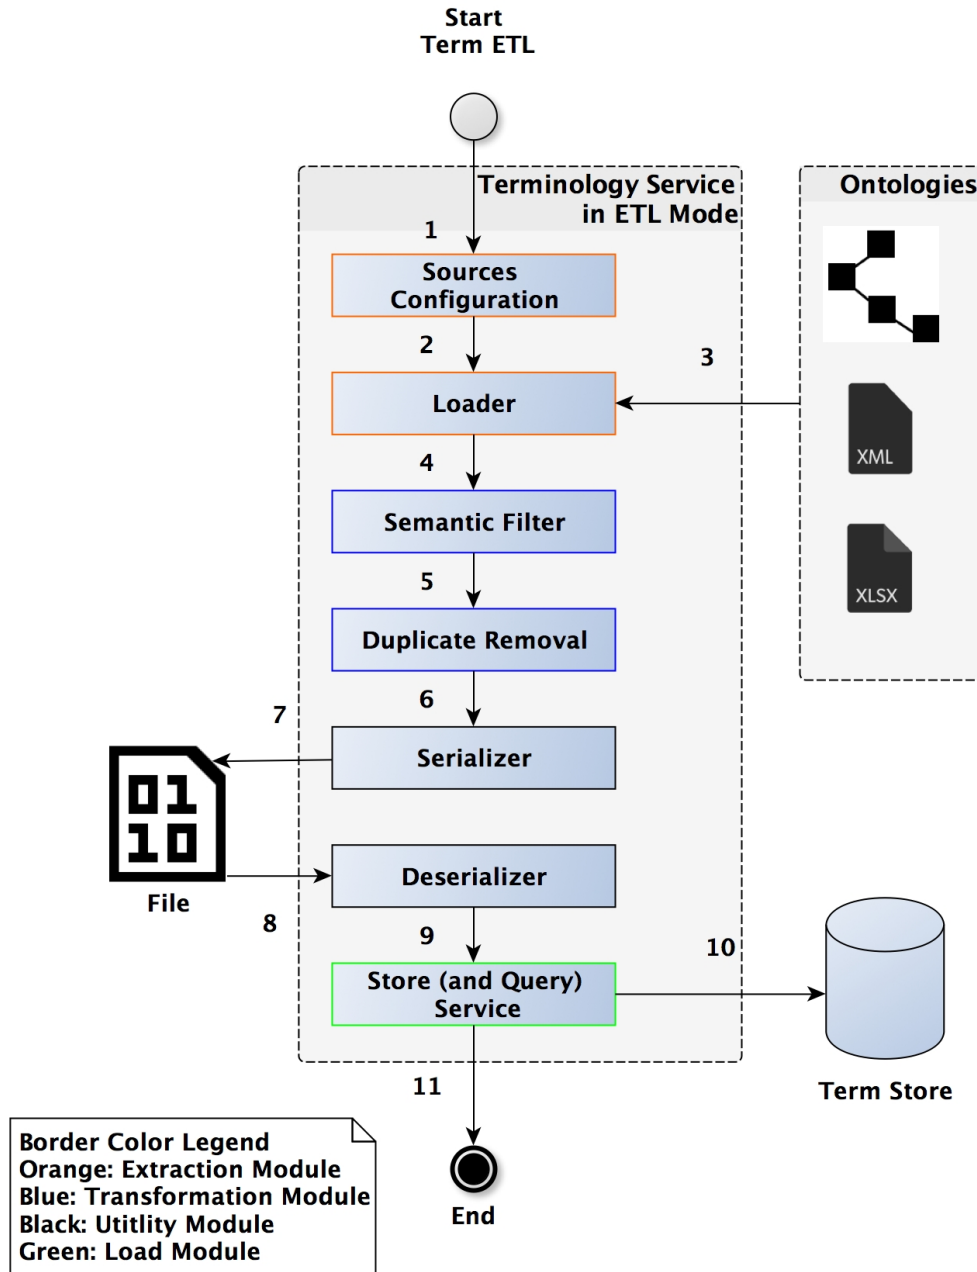 Start
Term ETL
Terminology Service
in ETL Mode
Ontologies
1
Sources
Configuration
2
3
Loader
4
XML
Semantic Filter
5
XLSX
Duplicate Removal
6
7
Serializer
01
10
File
Deserializer
8
9
10
Store (and Query)
Service
Term Store
11
End
Border Color Legend
Orange: Extraction Module
Blue: Transformation Module
Black: Utitlity Module
Green: Load Module